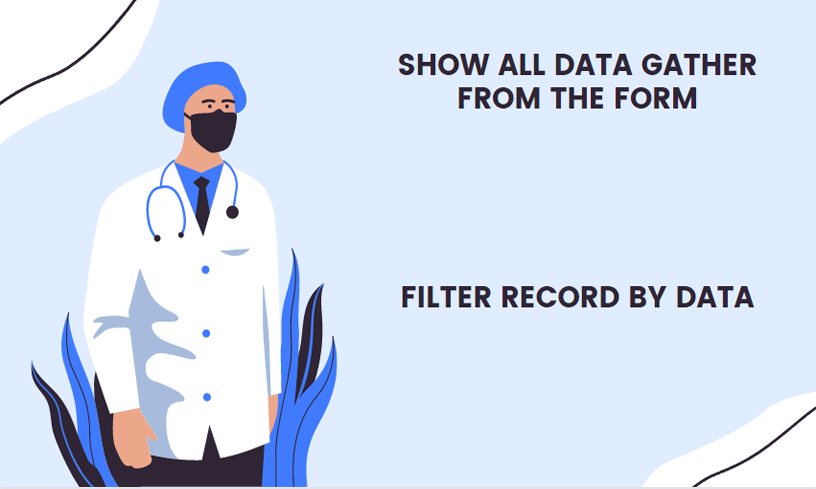 SHOW ALL DATA GATHER
FROM THE FORM
FILTER RECORD BY DATA